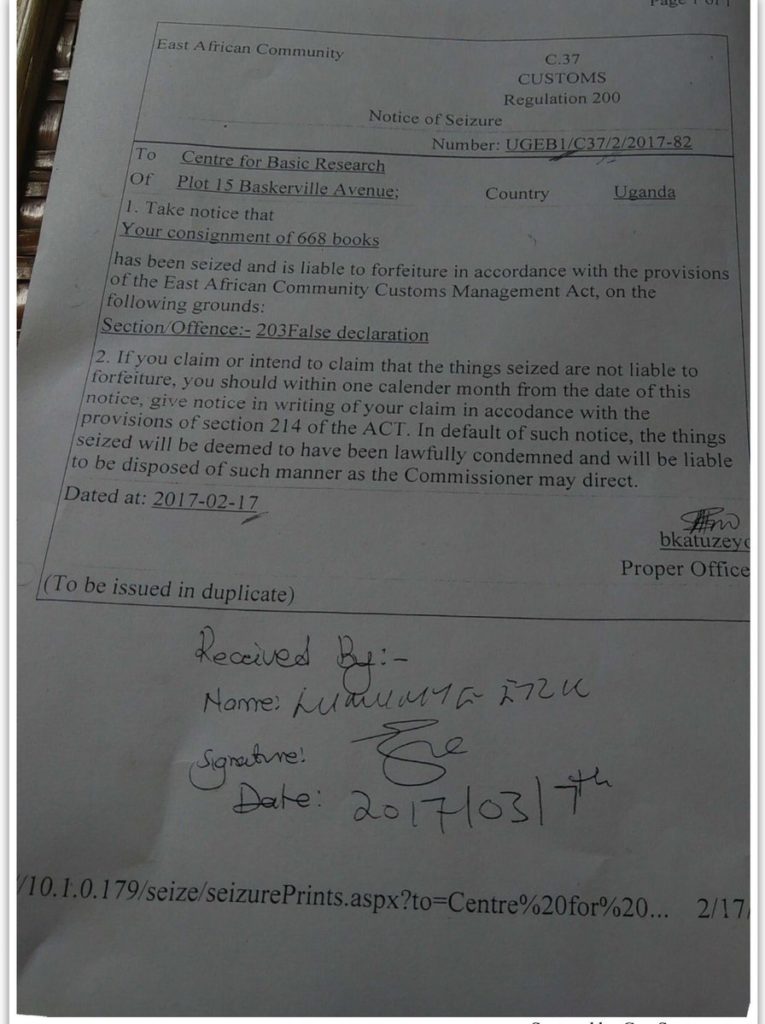 Page 1 of 1
East African Community
C.37
CUSTOMS
Regulation 200
Notice of Seizure
Number: UGEB1/C37/2/2017-82
To Centre for Basic Research
Of Plot 15 Baskerville Avenue; Country Uganda
1. Take notice that
Your consignment of 668 books
has been seized and is liable to forfeiture in accordance with the provisions
of the East African Community Customs Management Act, on the
following grounds:
Section/Offence:- 203False declaration
2. If you claim or intend to claim that the things seized are not liable to
forfeiture, you should within one calender month from the date of this
notice, give notice in writing of your claim in accodance with the
provisions of section 214 of the ACT. In default of such notice, the things
seized will be deemed to have been lawfully condemned and will be liable
to be disposed of such manner as the Commissioner may direct.
Dated at: 2017-02-17
bkatuzeyo
Proper Office
(To be issued in duplicate)
Received By:-
Name:
Signature:
Date: 2017/03/7th
//10.1.0.179/seize/seizurePrints.aspx?to=Centre%20for%20... 2/17/